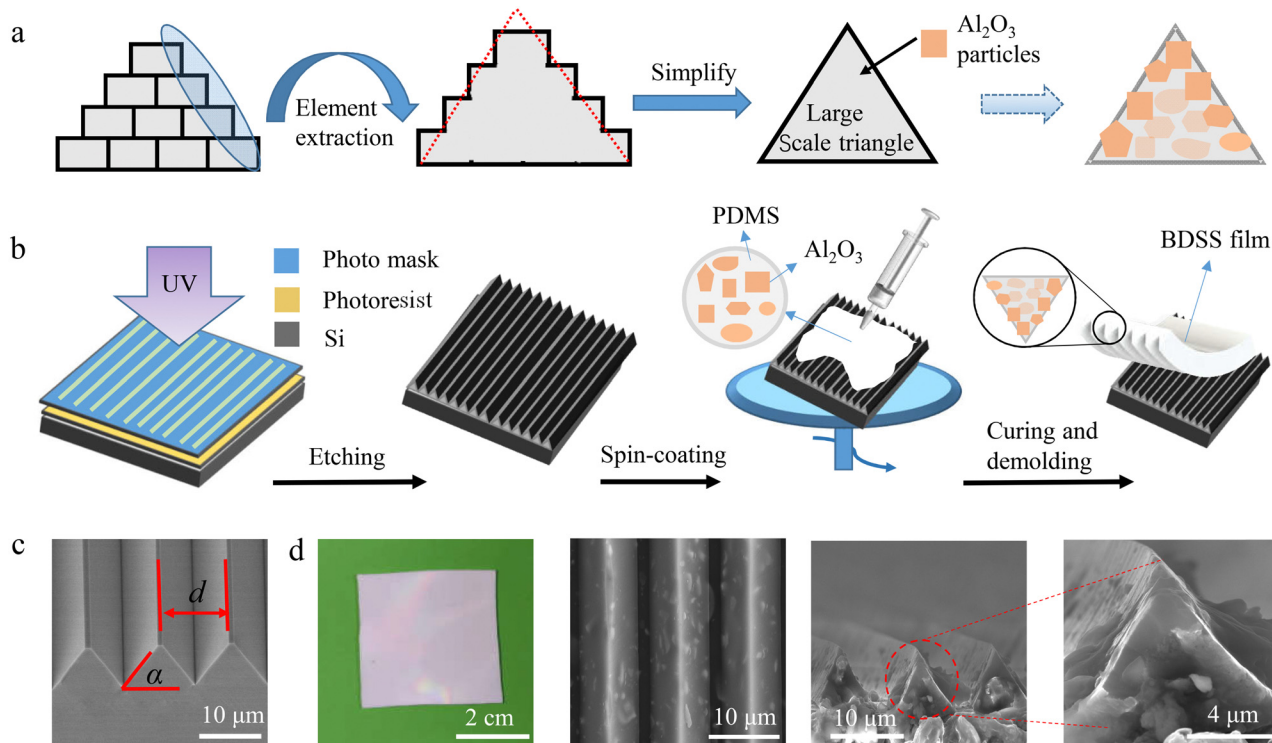 a
Element
extraction
Simplify
Large
Scale triangle
Al₂O₃
particles
b
UV
Photo mask
Photoresist
Si
Etching
Spin-coating
PDMS
Al₂O₃
Curing and
demolding
BDSS film
c
d
α
10 μm
d
2 cm
10 μm
10 μm
4 μm